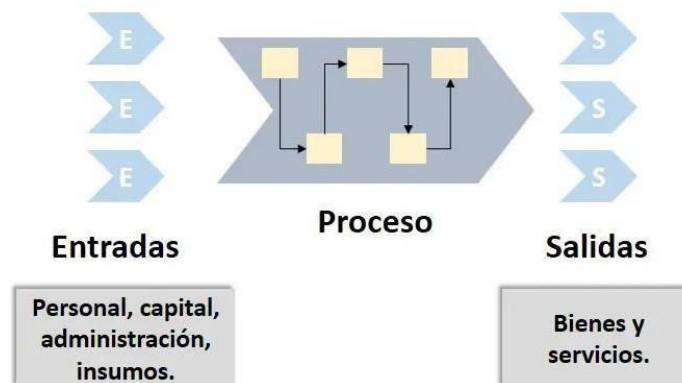 E
S
E
S
E
S
Proceso
Entradas
Salidas
Personal, capital,
administración,
insumos.
Bienes y
servicios.